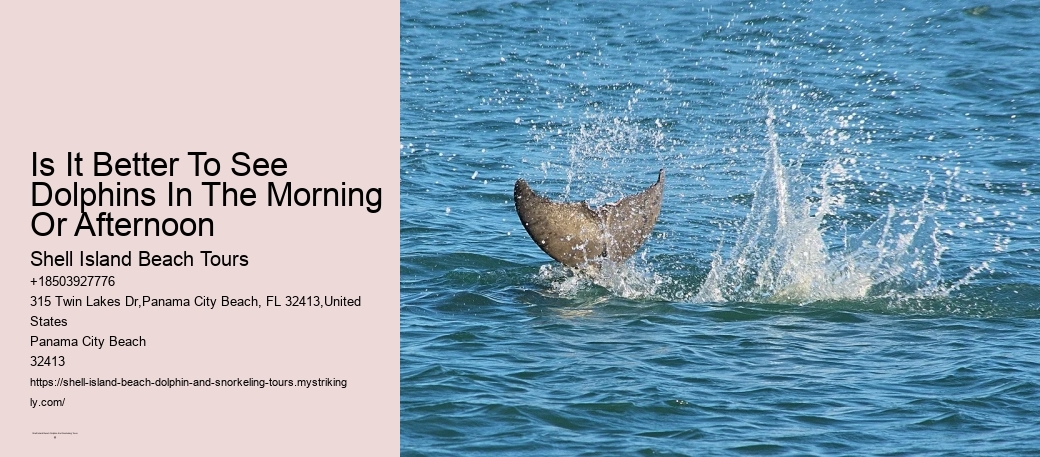 Is It Better To See
Dolphins In The Morning
Or Afternoon
Shell Island Beach Tours
+18503927776
315 Twin Lakes Dr,Panama City Beach, FL 32413,United
States
Panama City Beach
32413
https://shell-island-beach-dolphin-and-snorkeling-tours.mystriking
ly.com/